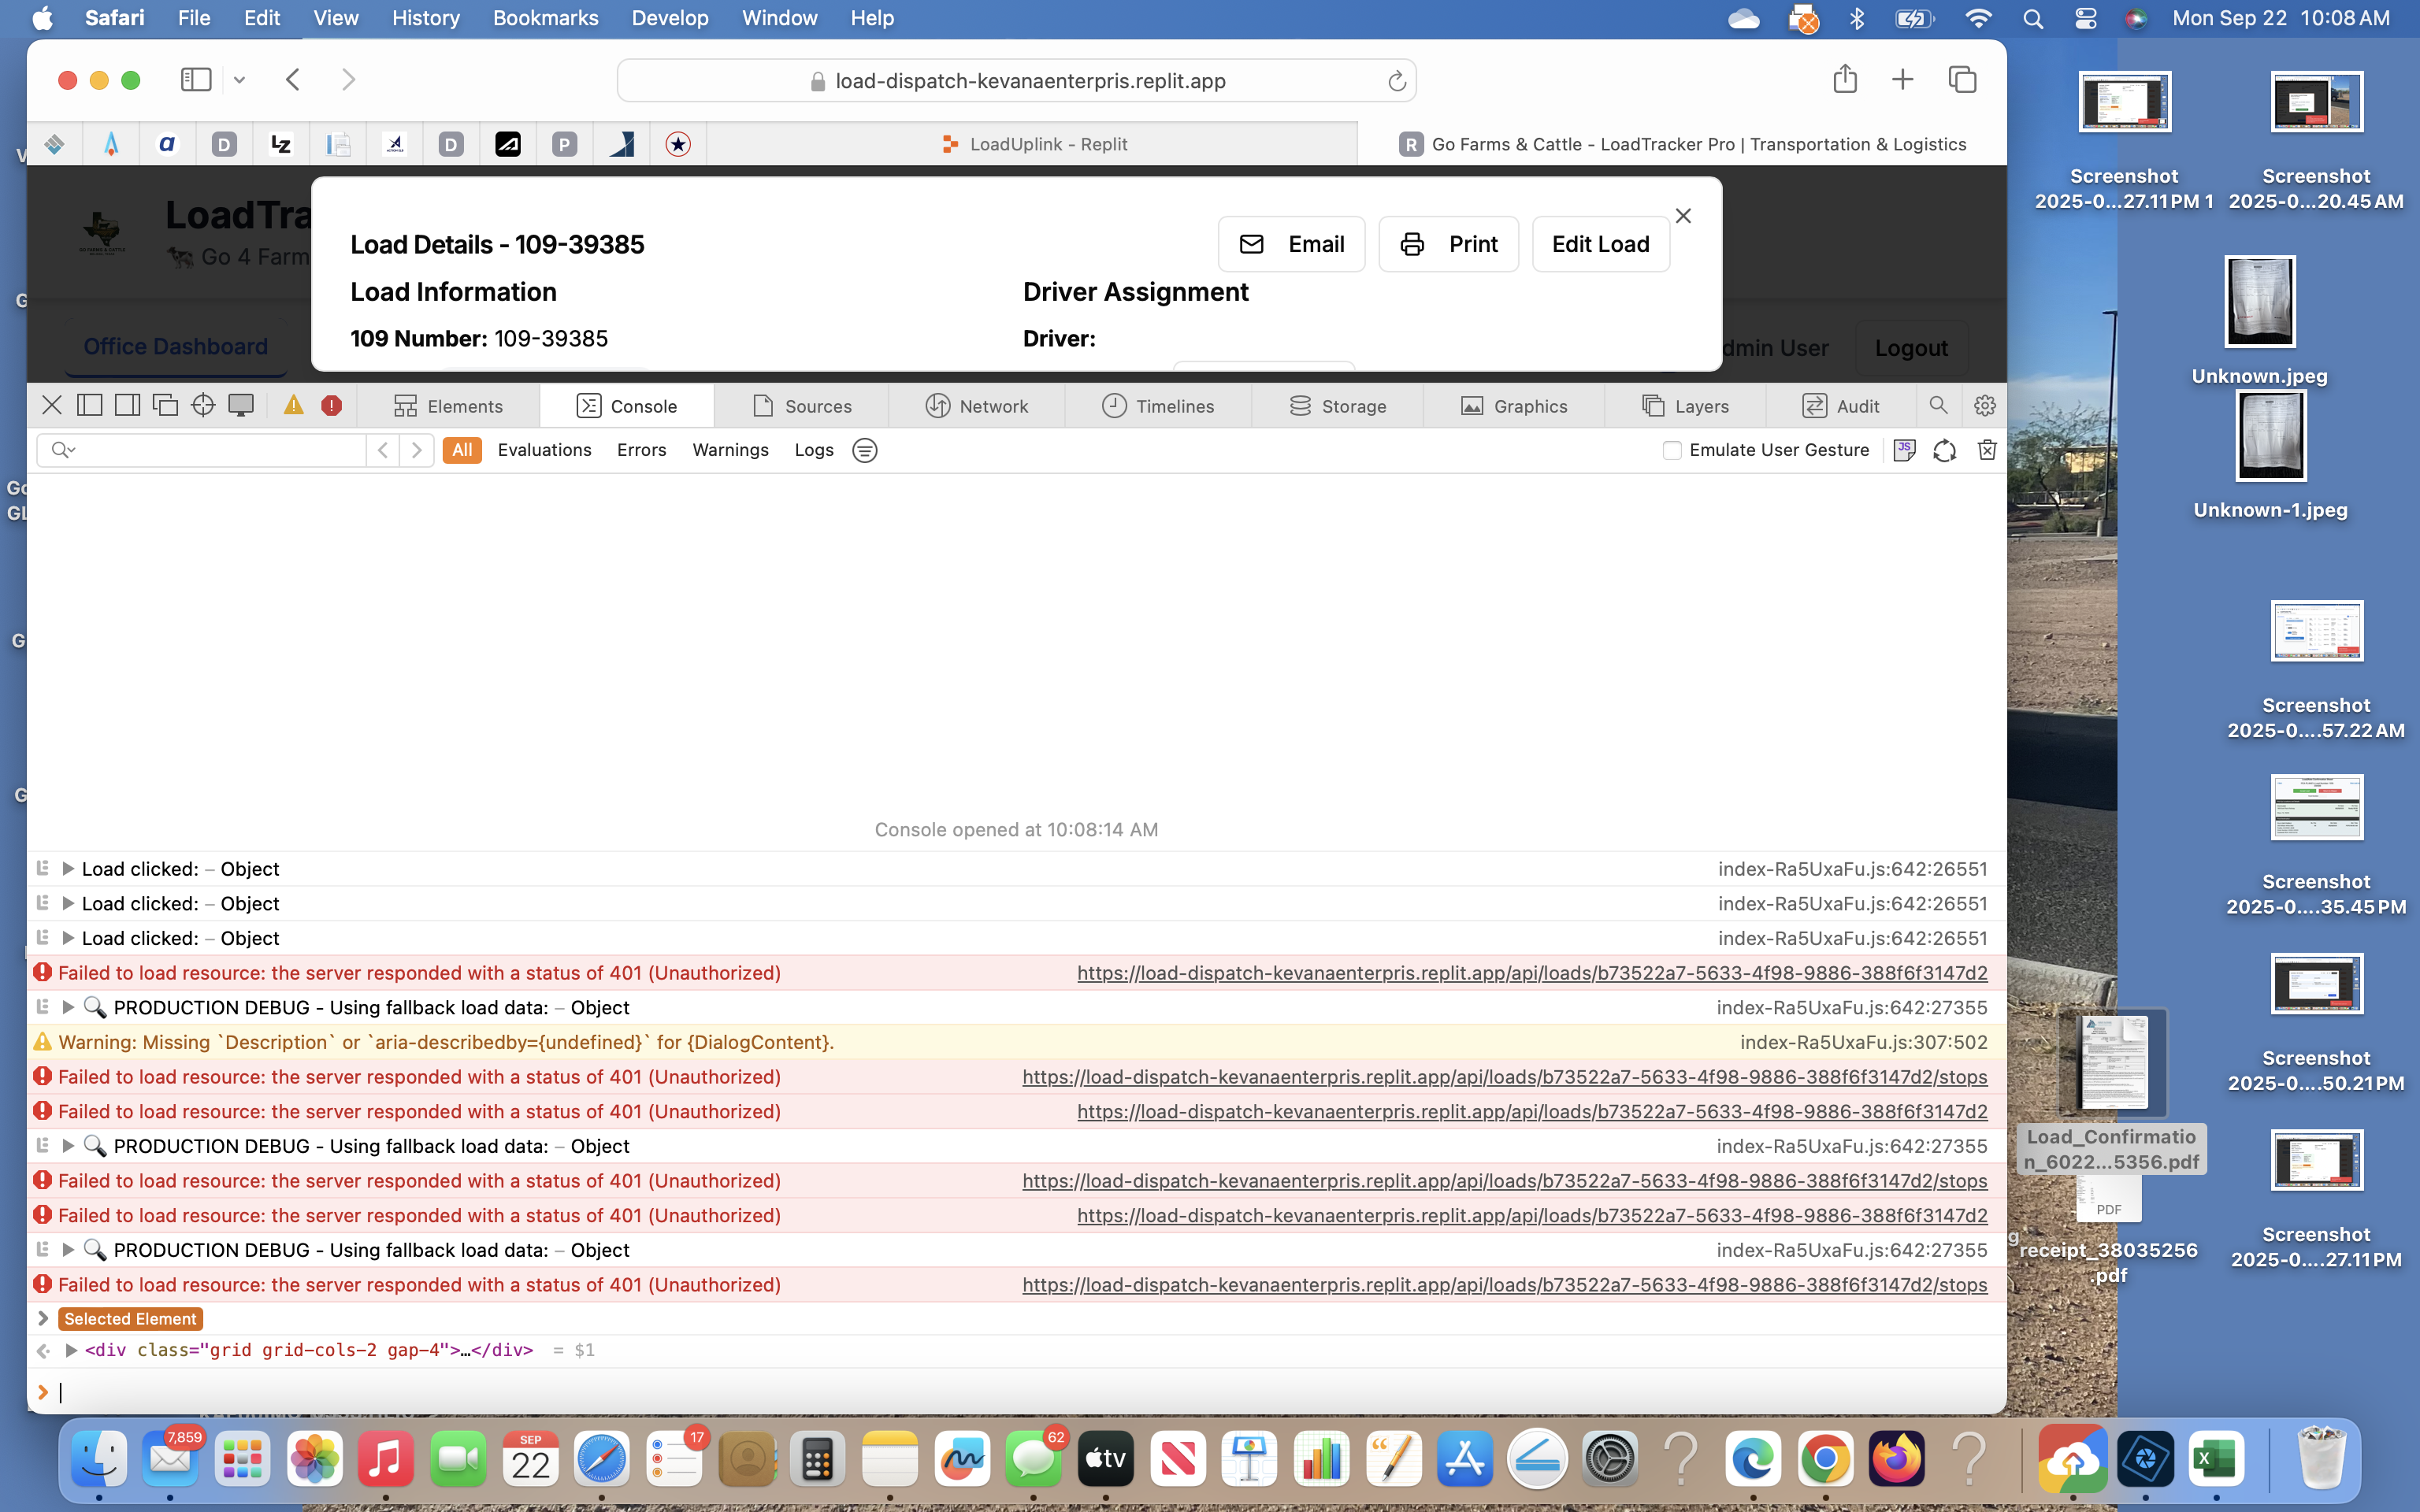 Safari File Edit View History Bookmarks Develop Window Help
Mon Sep 22 10:08 AM
load-dispatch-kevanaenterpris.replit.app
LoadUplink - Replit
Go Farms & Cattle - LoadTracker Pro | Transportation & Logistics
LoadTra
Go 4 Farm
Office Dashboard
dmin User
Logout
Load Details - 109-39385
Email
Print
Edit Load
Load Information
Driver Assignment
109 Number: 109-39385
Driver:
Elements Console Sources Network Timelines Storage Graphics Layers Audit
All Evaluations Errors Warnings Logs
Emulate User Gesture
Console opened at 10:08:14 AM
Load clicked: – Object index-Ra5UxaFu.js:642:26551
Load clicked: – Object index-Ra5UxaFu.js:642:26551
Load clicked: – Object index-Ra5UxaFu.js:642:26551
Failed to load resource: the server responded with a status of 401 (Unauthorized) https://load-dispatch-kevanaenterpris.replit.app/api/loads/b73522a7-5633-4f98-9886-388f6f3147d2
PRODUCTION DEBUG - Using fallback load data: – Object index-Ra5UxaFu.js:642:27355
Warning: Missing `Description` or `aria-describedby={undefined}` for {DialogContent}. index-Ra5UxaFu.js:307:502
Failed to load resource: the server responded with a status of 401 (Unauthorized) https://load-dispatch-kevanaenterpris.replit.app/api/loads/b73522a7-5633-4f98-9886-388f6f3147d2/stops
Failed to load resource: the server responded with a status of 401 (Unauthorized) https://load-dispatch-kevanaenterpris.replit.app/api/loads/b73522a7-5633-4f98-9886-388f6f3147d2
PRODUCTION DEBUG - Using fallback load data: – Object index-Ra5UxaFu.js:642:27355
Failed to load resource: the server responded with a status of 401 (Unauthorized) https://load-dispatch-kevanaenterpris.replit.app/api/loads/b73522a7-5633-4f98-9886-388f6f3147d2/stops
Failed to load resource: the server responded with a status of 401 (Unauthorized) https://load-dispatch-kevanaenterpris.replit.app/api/loads/b73522a7-5633-4f98-9886-388f6f3147d2
PRODUCTION DEBUG - Using fallback load data: – Object index-Ra5UxaFu.js:642:27355
Failed to load resource: the server responded with a status of 401 (Unauthorized) https://load-dispatch-kevanaenterpris.replit.app/api/loads/b73522a7-5633-4f98-9886-388f6f3147d2/stops
Selected Element
<div class="grid grid-cols-2 gap-4">…</div> = $1
Screenshot
2025-0...27.11 PM 1
Screenshot
2025-0...20.45 AM
Unknown.jpeg
Unknown-1.jpeg
Screenshot
2025-0....57.22 AM
Screenshot
2025-0....35.45 PM
Screenshot
2025-0....50.21 PM
Load_Confirmatio
n_6022...5356.pdf
PDF
receipt_38035256
.pdf
Screenshot
2025-0....27.11 PM
7,859
SEP
22
17
62
tv